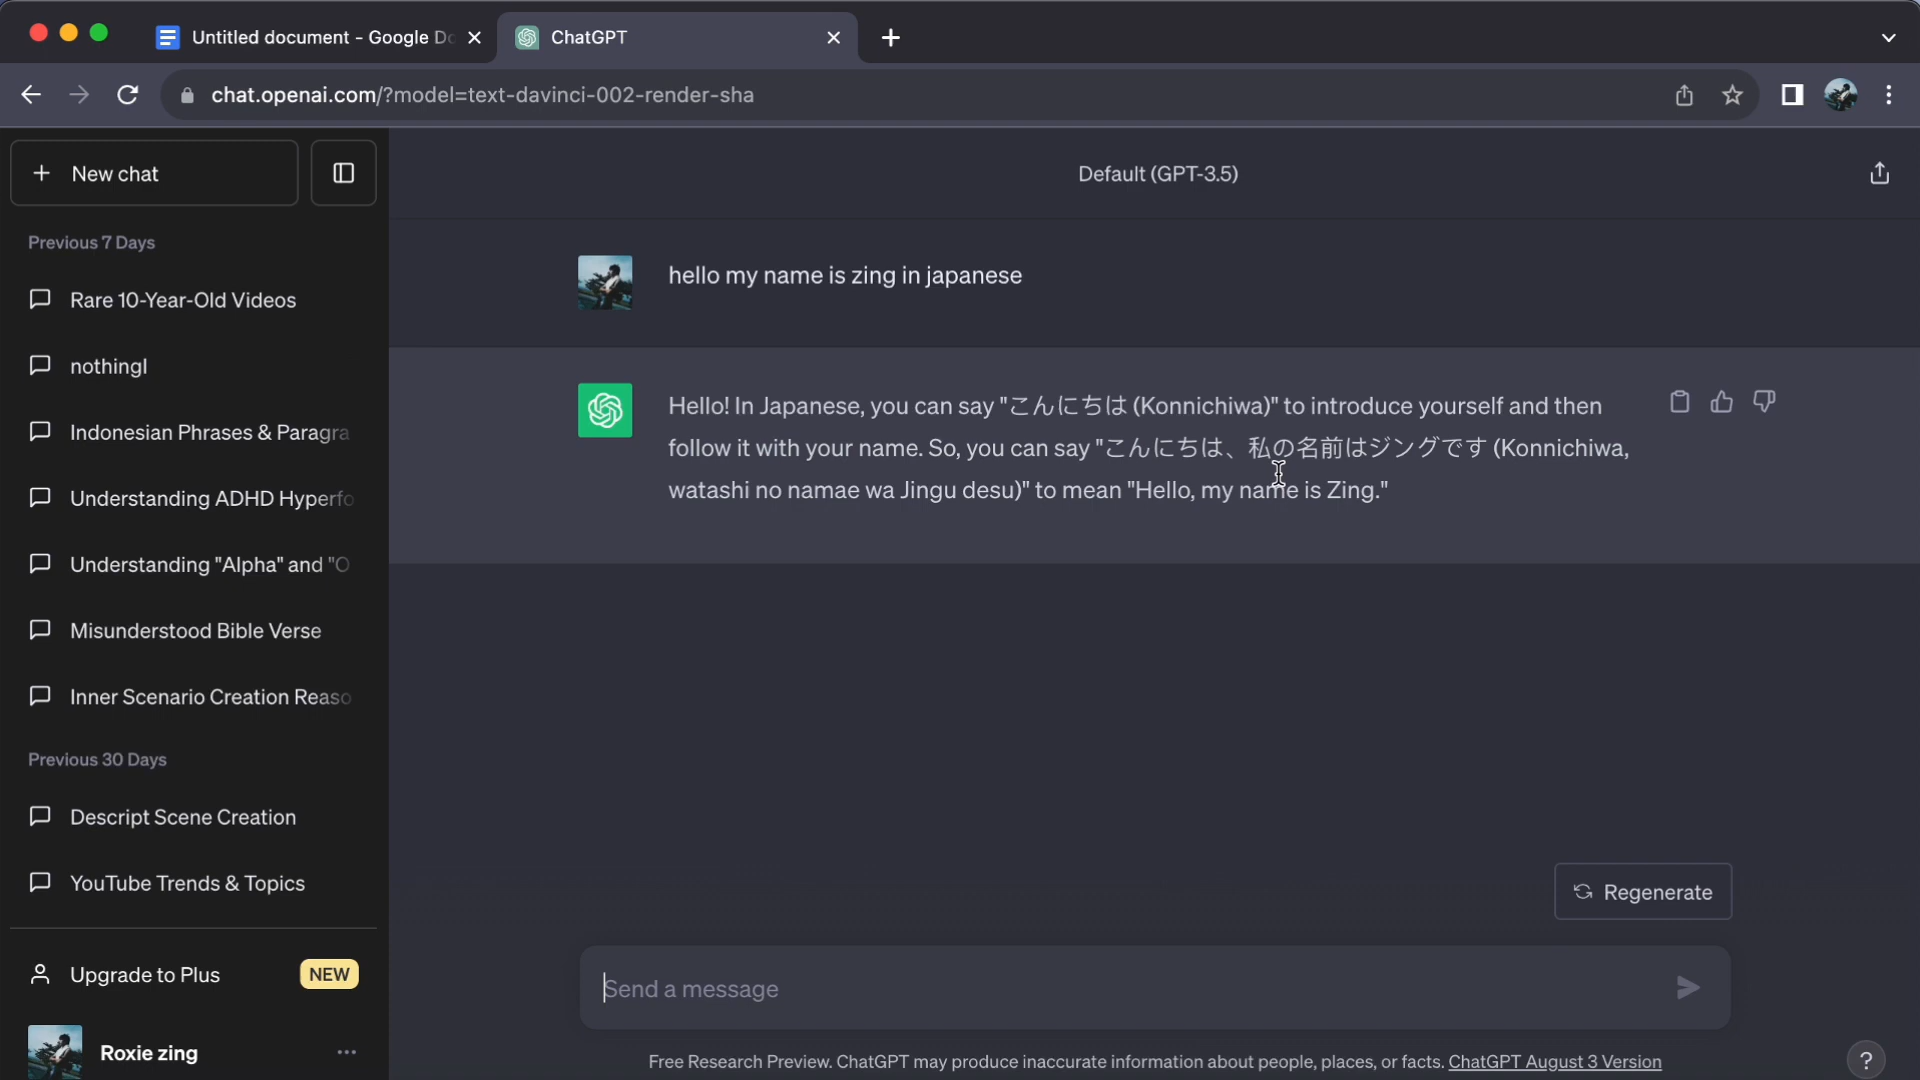 Untitled document - Google Do
ChatGPT
chat.openai.com/?model=text-davinci-002-render-sha
New chat
Default (GPT-3.5)
Previous 7 Days
Rare 10-Year-Old Videos
nothingI
Indonesian Phrases & Paragra
Understanding ADHD Hyperfo
Understanding "Alpha" and "O
Misunderstood Bible Verse
Inner Scenario Creation Reaso
Previous 30 Days
Descript Scene Creation
YouTube Trends & Topics
Upgrade to Plus NEW
Roxie zing
hello my name is zing in japanese
Hello! In Japanese, you can say "こんにちは (Konnichiwa)" to introduce yourself and then
follow it with your name. So, you can say "こんにちは、私の名前はジングです (Konnichiwa,
watashi no namae wa Jingu desu)" to mean "Hello, my name is Zing."
Regenerate
Send a message
Free Research Preview. ChatGPT may produce inaccurate information about people, places, or facts. ChatGPT August 3 Version
?